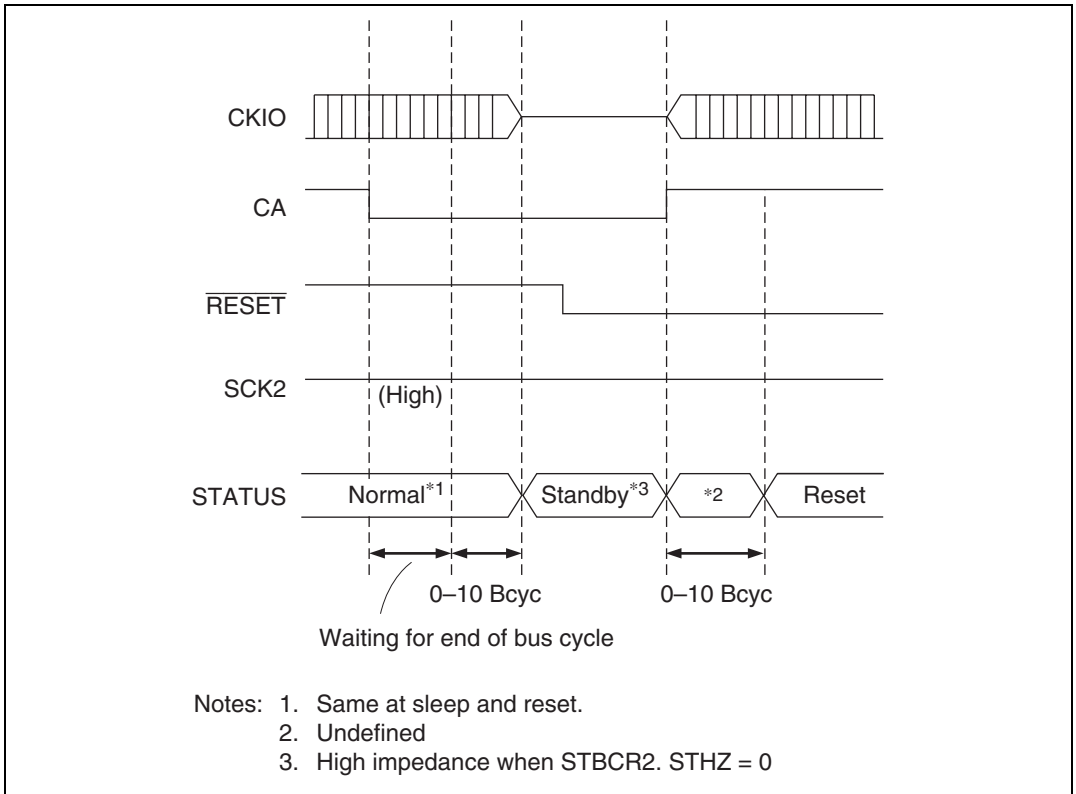 CKIO
CA
RESET
SCK2
(High)
STATUS
Normal*1
Standby*3
*2
Reset
0–10 Bcyc
0–10 Bcyc
Waiting for end of bus cycle
Notes: 1. Same at sleep and reset.
2. Undefined
3. High impedance when STBCR2. STHZ = 0